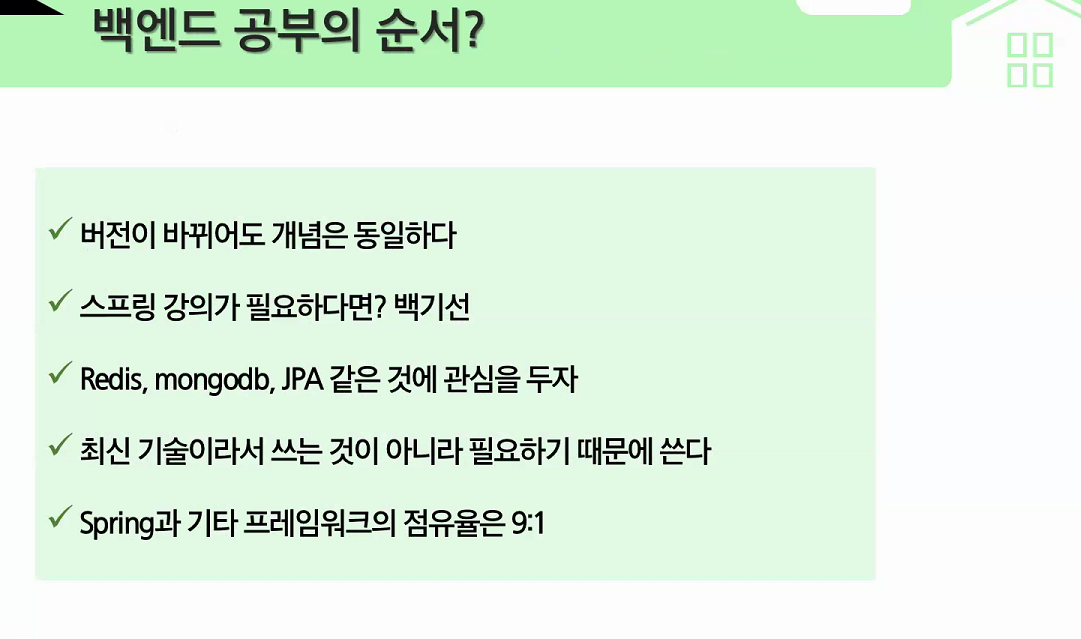 백엔드 공부의 순서?
버전이 바뀌어도 개념은 동일하다
스프링 강의가 필요하다면? 백기선
Redis, mongodb, JPA 같은 것에 관심을 두자
최신 기술이라서 쓰는 것이 아니라 필요하기 때문에 쓴다
Spring과 기타 프레임워크의 점유율은 9:1